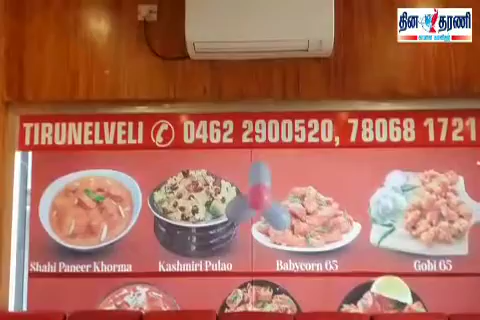 தின தரணி
TIRUNELVELI 0462 2900520, 78068 1721
Shahi Paneer Khorma
Kashmiri Pulao
Babycorn 65
Gobi 65